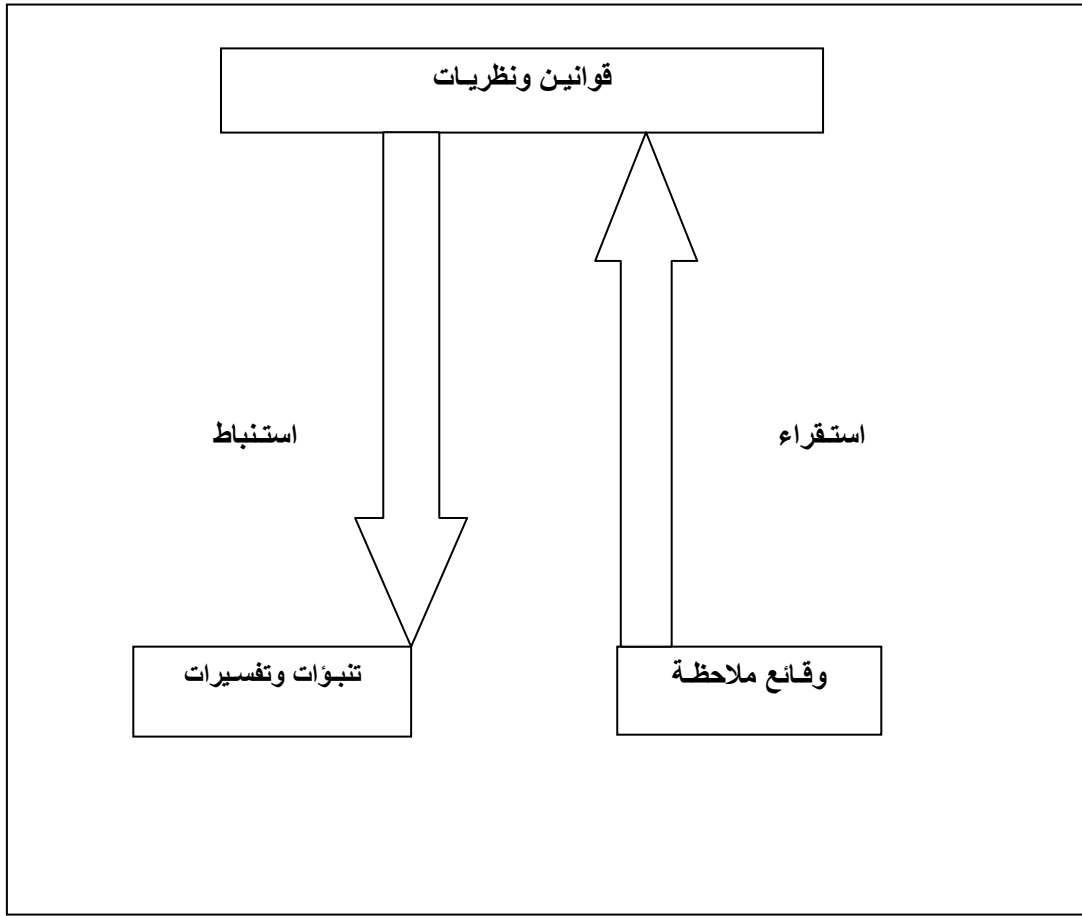 قوانين ونظريات
استقراء
استنباط
وقائع ملاحظة
تنبؤات وتفسيرات